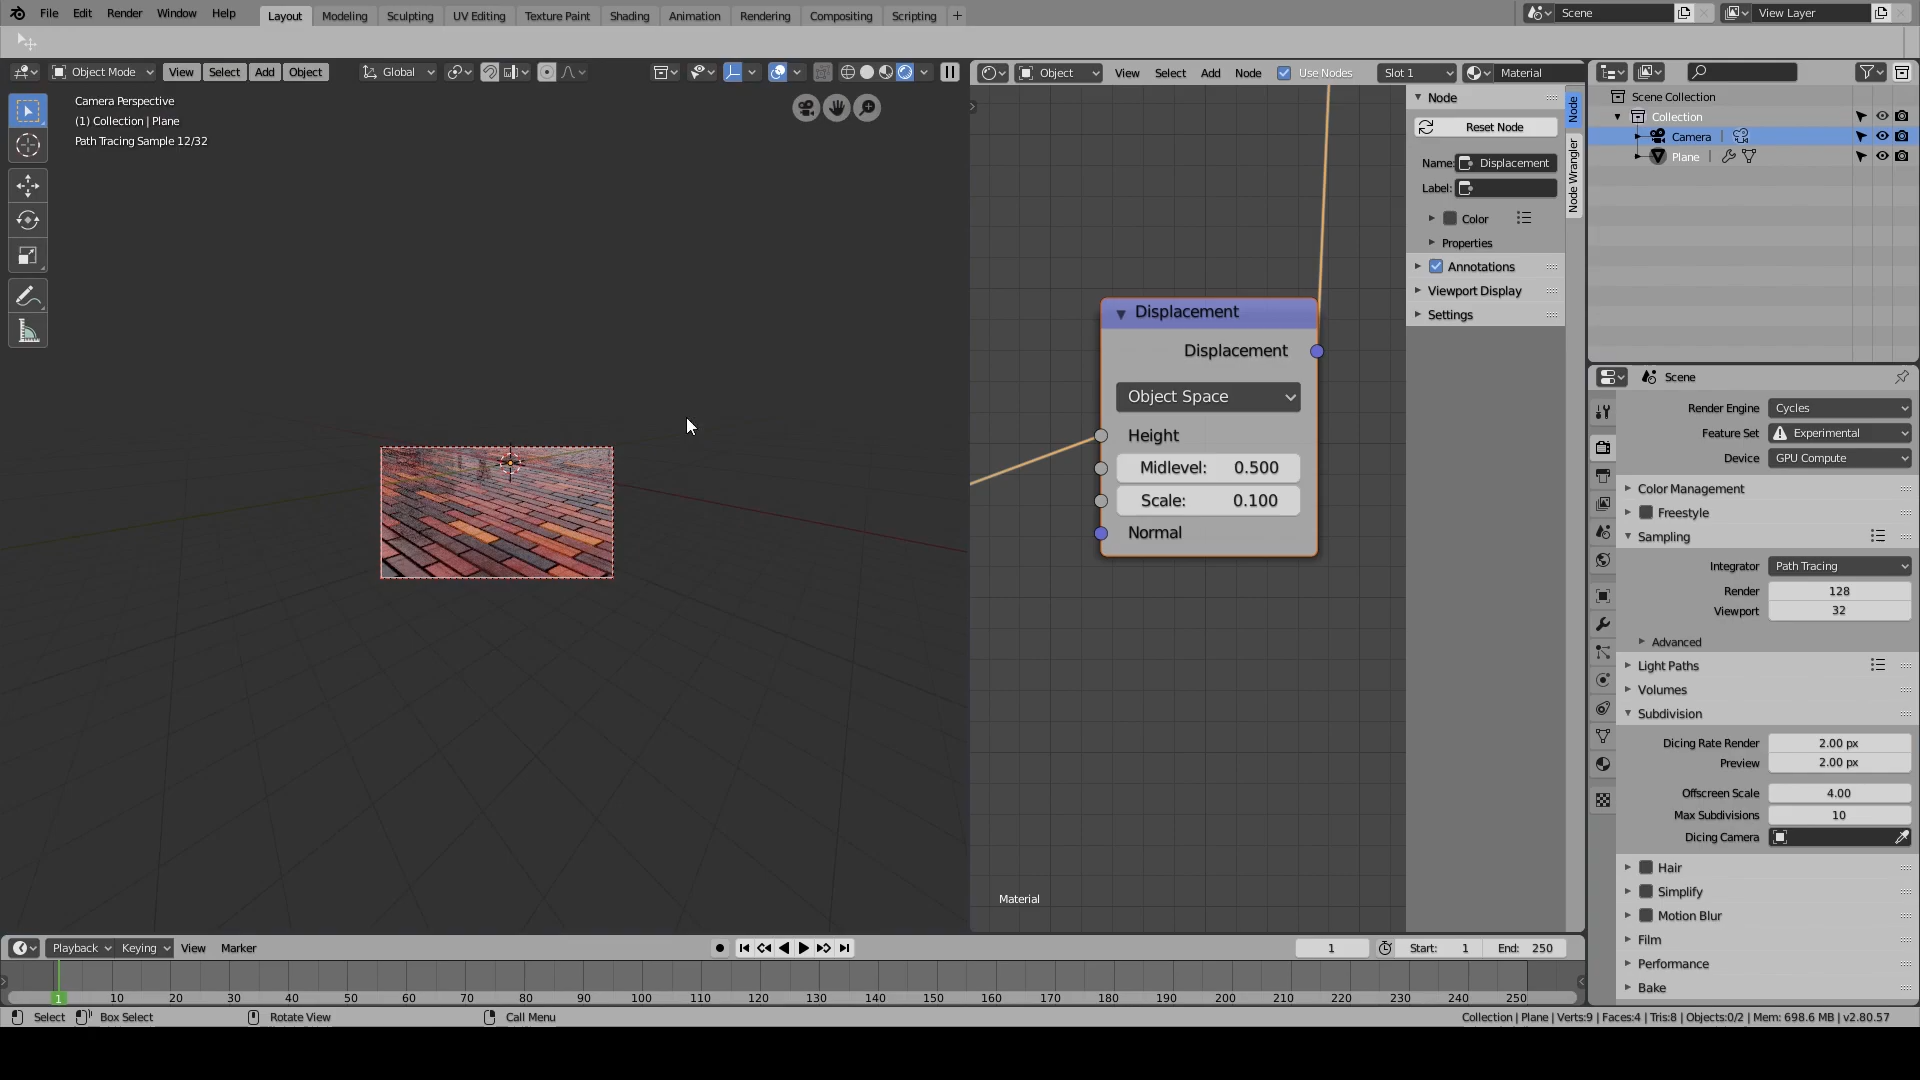 File Edit Render Window Help Layout Modeling Sculpting UV Editing Texture Paint Shading Animation Rendering Compositing Scripting + Scene View Layer
Object Mode View Select Add Object Global
Object View Select Add Node Use Nodes Slot 1 Material
Camera Perspective
(1) Collection | Plane
Path Tracing Sample 12/32
Displacement
Displacement
Object Space
Height
Midlevel: 0.500
Scale: 0.100
Normal
Material
Node
Reset Node
Name: Displacement
Label:
Color
Properties
Annotations
Viewport Display
Settings
Node
Node Wrangler
Scene Collection
Collection
Camera
Plane
Scene
Render Engine Cycles
Feature Set Experimental
Device GPU Compute
Color Management
Freestyle
Sampling
Integrator Path Tracing
Render 128
Viewport 32
Advanced
Light Paths
Volumes
Subdivision
Dicing Rate Render 2.00 px
Preview 2.00 px
Offscreen Scale 4.00
Max Subdivisions 10
Dicing Camera
Hair
Simplify
Motion Blur
Film
Performance
Bake
Playback Keying View Marker 1 Start: 1 End: 250
1 10 20 30 40 50 60 70 80 90 100 110 120 130 140 150 160 170 180 190 200 210 220 230 240 250
Select Box Select Rotate View Call Menu Collection | Plane | Verts:9 | Faces:4 | Tris:8 | Objects:0/2 | Mem: 698.6 MB | v2.80.57